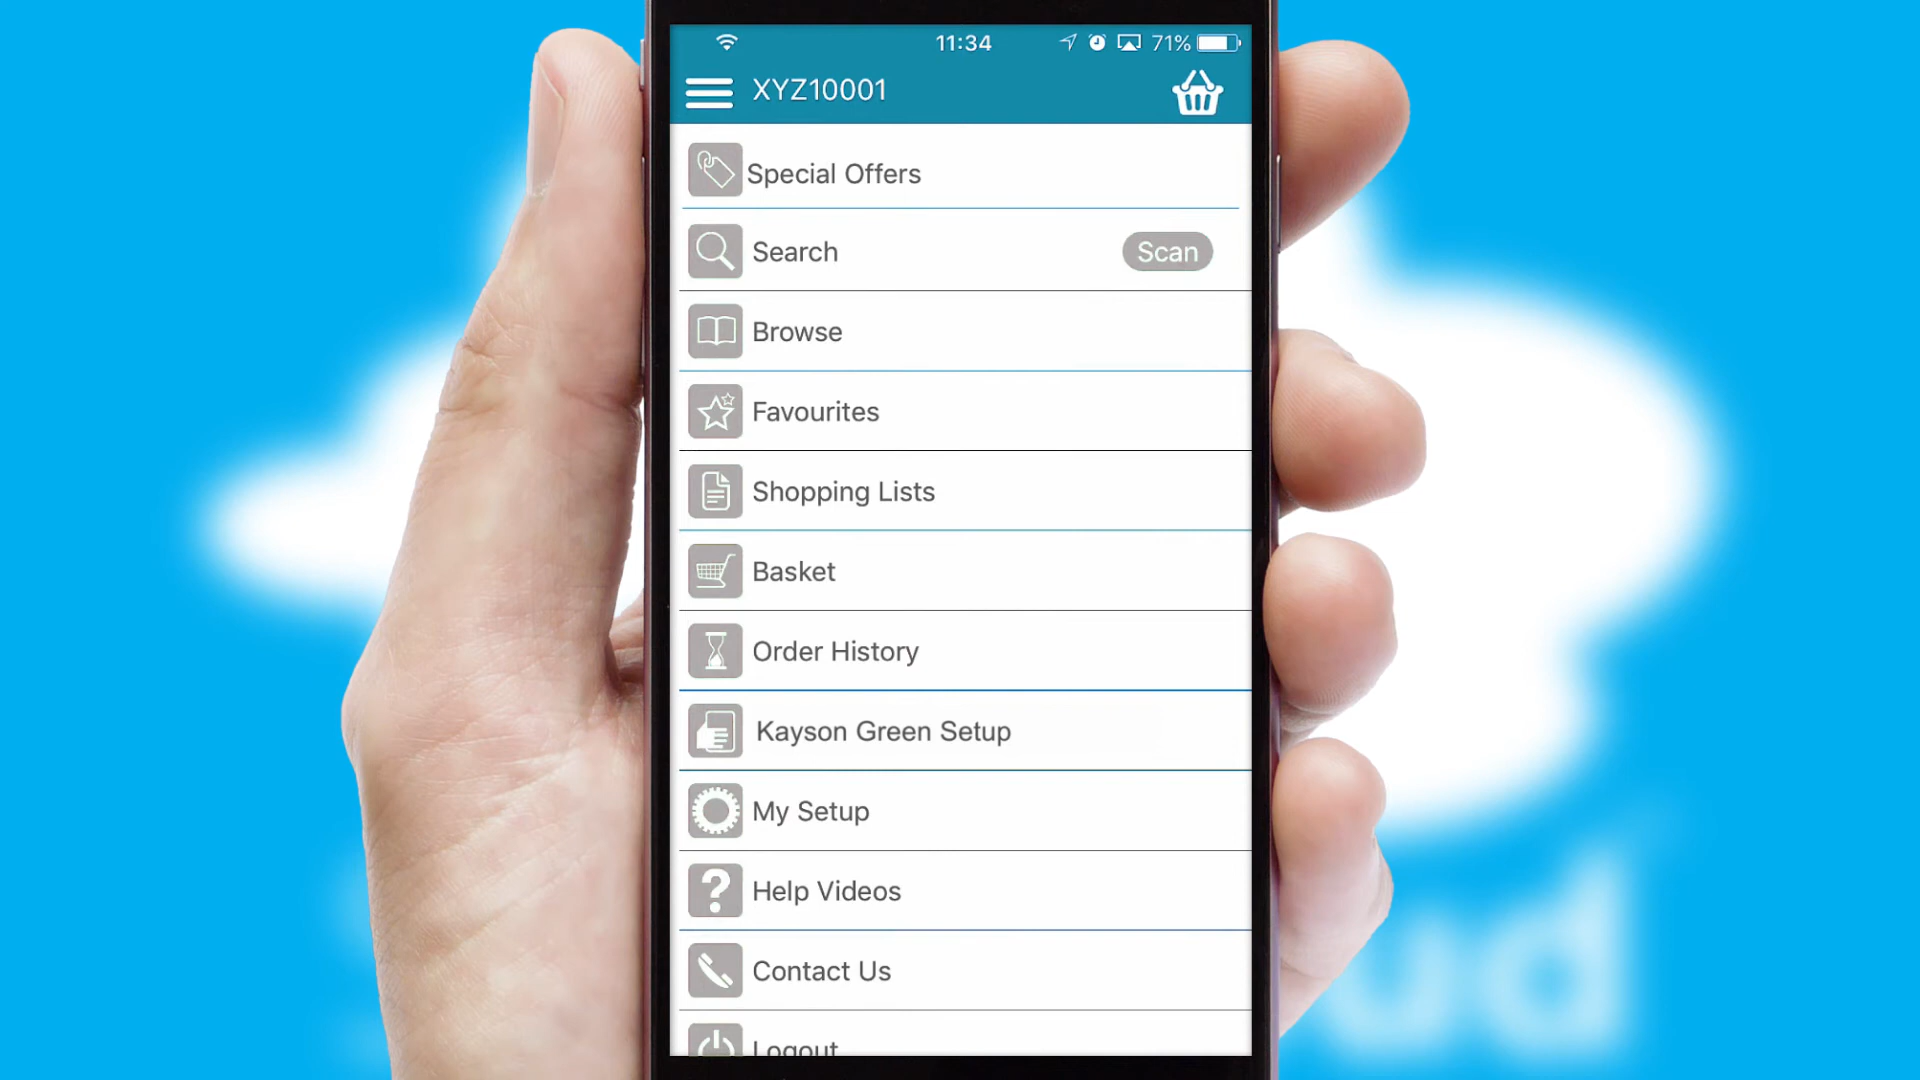 11:34 71%
XYZ10001
Special Offers
Search Scan
Browse
Favourites
Shopping Lists
Basket
Order History
Kayson Green Setup
My Setup
Help Videos
Contact Us
Logout